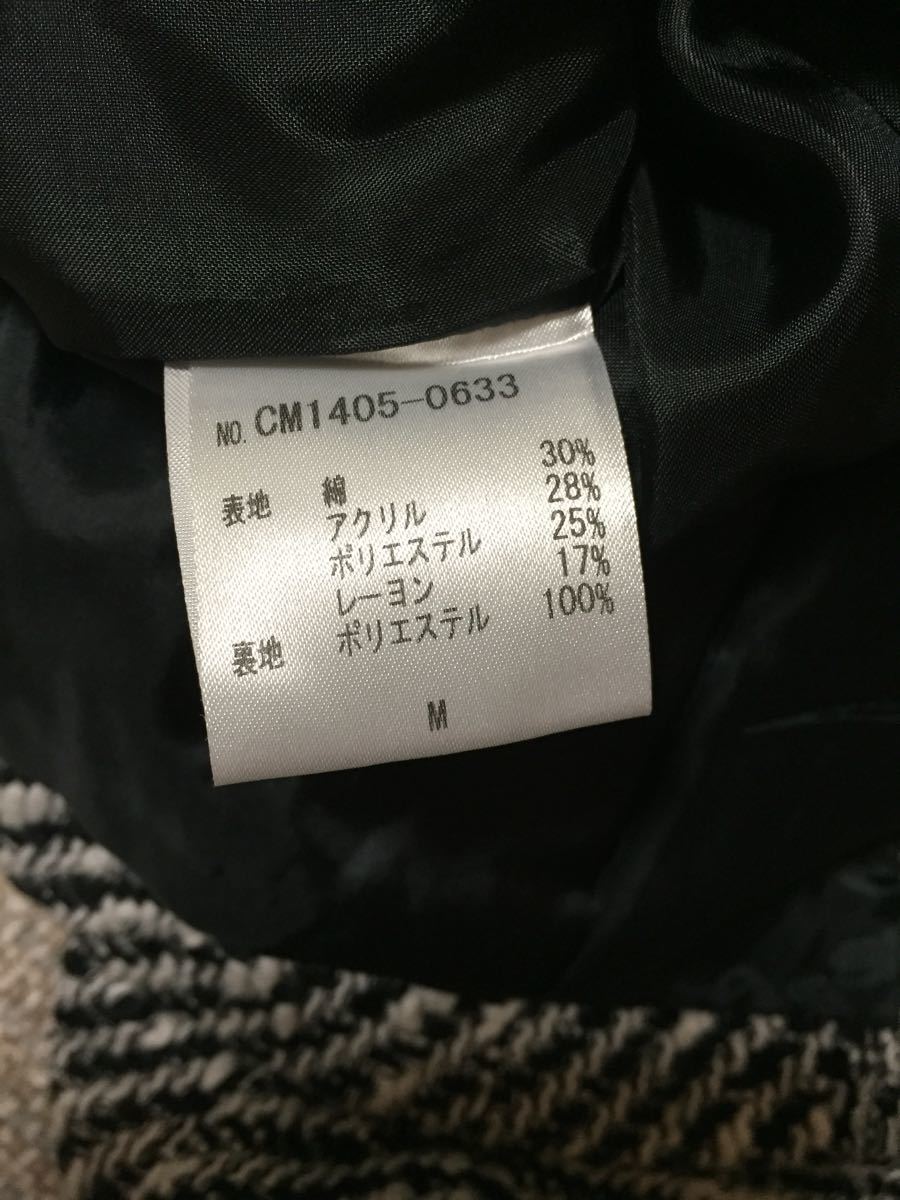 NO. CM1405-0633
表地 綿 30%
アクリル 28%
ポリエステル 25%
レーヨン 17%
裏地 ポリエステル 100%
M